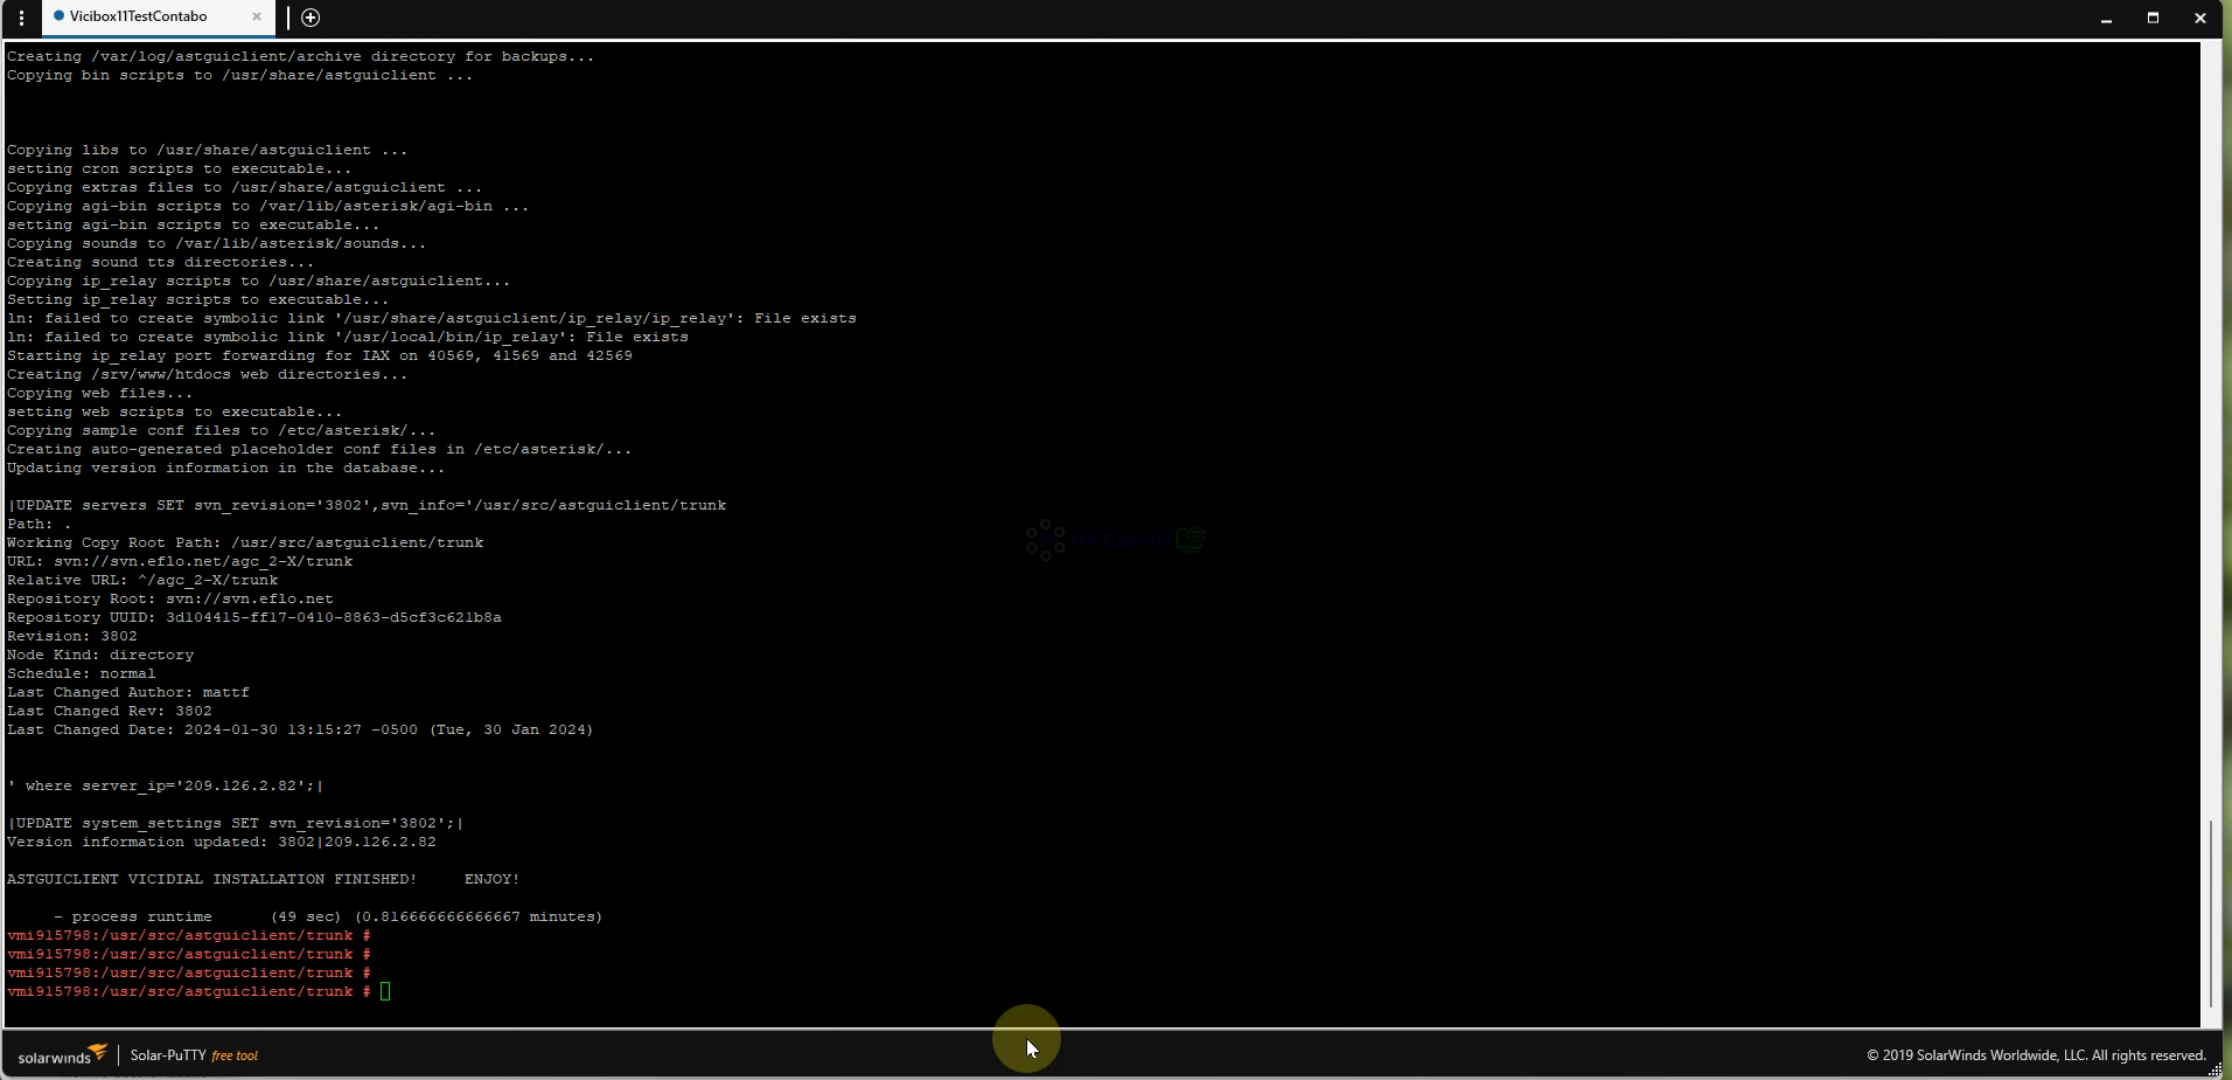 Vicibox11TestContabo
Creating /var/log/astguiclient/archive directory for backups...
Copying bin scripts to /usr/share/astguiclient ...
Copying libs to /usr/share/astguiclient ...
setting cron scripts to executable...
Copying extras files to /usr/share/astguiclient ...
Copying agi-bin scripts to /var/lib/asterisk/agi-bin ...
setting agi-bin scripts to executable...
Copying sounds to /var/lib/asterisk/sounds...
Creating sound tts directories...
Copying ip_relay scripts to /usr/share/astguiclient...
Setting ip_relay scripts to executable...
ln: failed to create symbolic link '/usr/share/astguiclient/ip_relay/ip_relay': File exists
ln: failed to create symbolic link '/usr/local/bin/ip_relay': File exists
Starting ip_relay port forwarding for IAX on 40569, 41569 and 42569
Creating /srv/www/htdocs web directories...
Copying web files...
setting web scripts to executable...
Copying sample conf files to /etc/asterisk/...
Creating auto-generated placeholder conf files in /etc/asterisk/...
Updating version information in the database...
|UPDATE servers SET svn_revision='3802',svn_info='/usr/src/astguiclient/trunk
Path: .
Working Copy Root Path: /usr/src/astguiclient/trunk
URL: svn://svn.eflo.net/agc_2-X/trunk
Relative URL: ^/agc_2-X/trunk
Repository Root: svn://svn.eflo.net
Repository UUID: 3d104415-ff17-0410-8863-d5cf3c621b8a
Revision: 3802
Node Kind: directory
Schedule: normal
Last Changed Author: mattf
Last Changed Rev: 3802
Last Changed Date: 2024-01-30 13:15:27 -0500 (Tue, 30 Jan 2024)
' where server_ip='209.126.2.82';|
|UPDATE system_settings SET svn_revision='3802';|
Version information updated: 3802|209.126.2.82
ASTGUICLIENT VICIDIAL INSTALLATION FINISHED!     ENJOY!
- process runtime      (49 sec) (0.816666666666667 minutes)
vmi915798:/usr/src/astguiclient/trunk #
vmi915798:/usr/src/astguiclient/trunk #
vmi915798:/usr/src/astguiclient/trunk #
vmi915798:/usr/src/astguiclient/trunk #
solarwinds | Solar-PuTTY free tool
© 2019 SolarWinds Worldwide, LLC. All rights reserved.